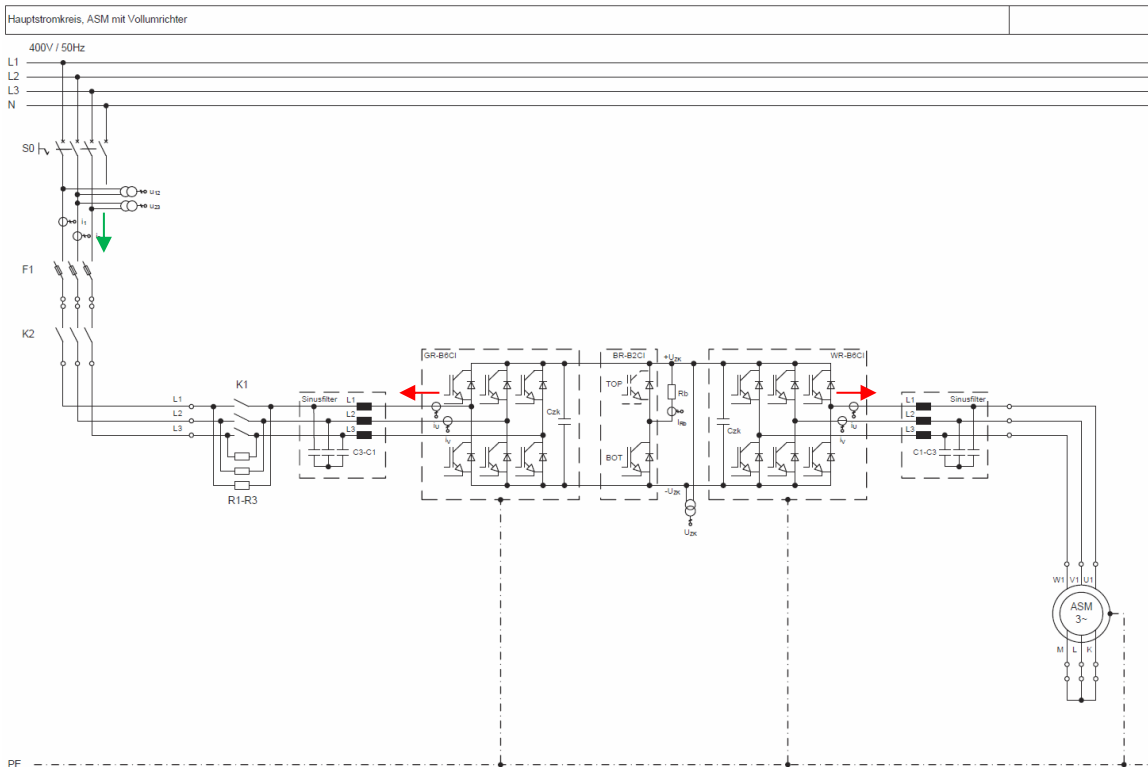 Hauptstromkreis, ASM mit Vollumrichter
400V / 50Hz
L1
L2
L3
N
S0
u12
u23
i1
F1
K2
GR-B6CI
BR-B2CI
+UZK
WR-B6CI
K1
TOP
Rb
Sinusfilter
L1
L1
L2
L2
L3
L3
iU
iV
Czk
iRb
Czk
iU
iV
L1
Sinusfilter
L2
L3
C3-C1
BOT
C1-C3
R1-R3
-UZK
UZK
W1 V1 U1
ASM
3~
M L K
PE